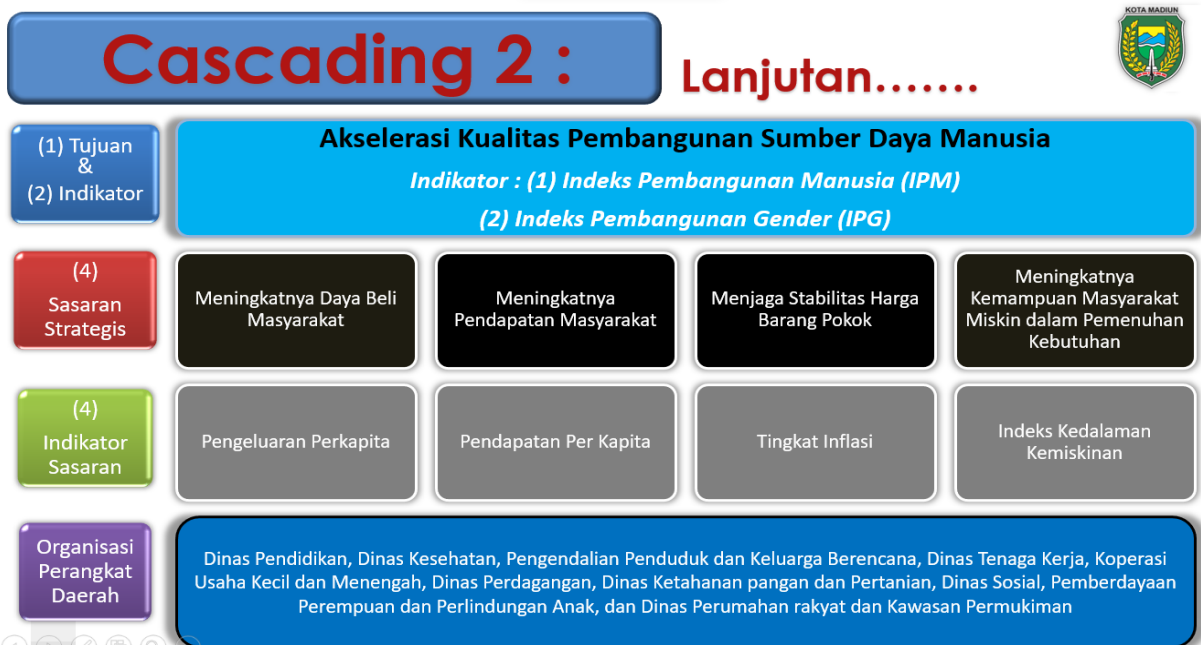 KOTA MADIUN
Cascading 2 :
Lanjutan.......
(1) Tujuan
&
(2) Indikator
Akselerasi Kualitas Pembangunan Sumber Daya Manusia
Indikator : (1) Indeks Pembangunan Manusia (IPM)
(2) Indeks Pembangunan Gender (IPG)
(4)
Sasaran
Strategis
Meningkatnya Daya Beli
Masyarakat
Meningkatnya
Pendapatan Masyarakat
Menjaga Stabilitas Harga
Barang Pokok
Meningkatnya
Kemampuan Masyarakat
Miskin dalam Pemenuhan
Kebutuhan
(4)
Indikator
Sasaran
Pengeluaran Perkapita
Pendapatan Per Kapita
Tingkat Inflasi
Indeks Kedalaman
Kemiskinan
Organisasi
Perangkat
Daerah
Dinas Pendidikan, Dinas Kesehatan, Pengendalian Penduduk dan Keluarga Berencana, Dinas Tenaga Kerja, Koperasi
Usaha Kecil dan Menengah, Dinas Perdagangan, Dinas Ketahanan pangan dan Pertanian, Dinas Sosial, Pemberdayaan
Perempuan dan Perlindungan Anak, dan Dinas Perumahan rakyat dan Kawasan Permukiman